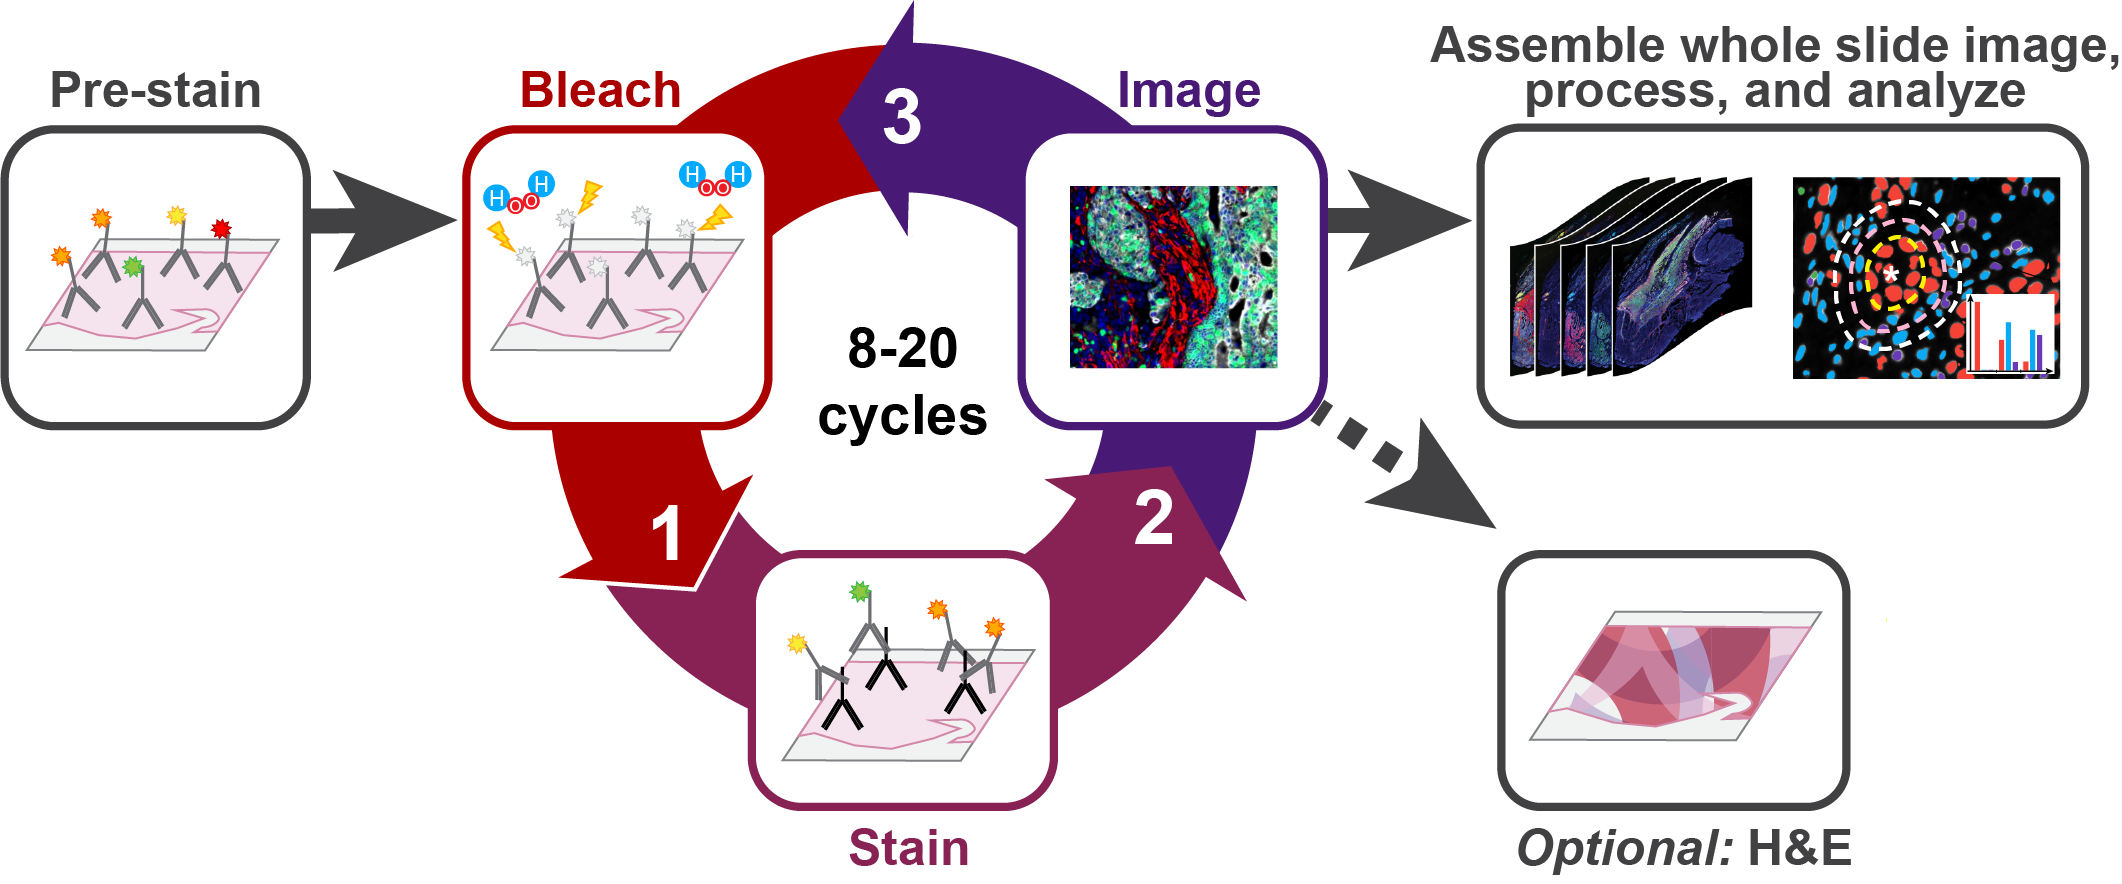 Pre-stain
Bleach
H
O
O
H
H
O
O
H
1
8-20
cycles
Stain
2
Image
3
Assemble whole slide image,
process, and analyze
*
Optional: H&E